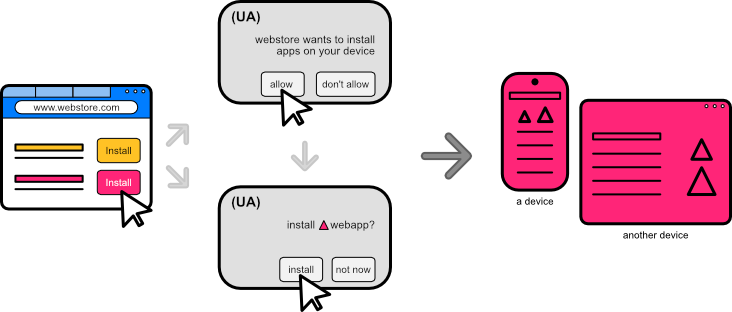 www.webstore.com
Install
Install
(UA)
webstore wants to install
apps on your device
allow
don't allow
(UA)
install webapp?
install
not now
a device
another device